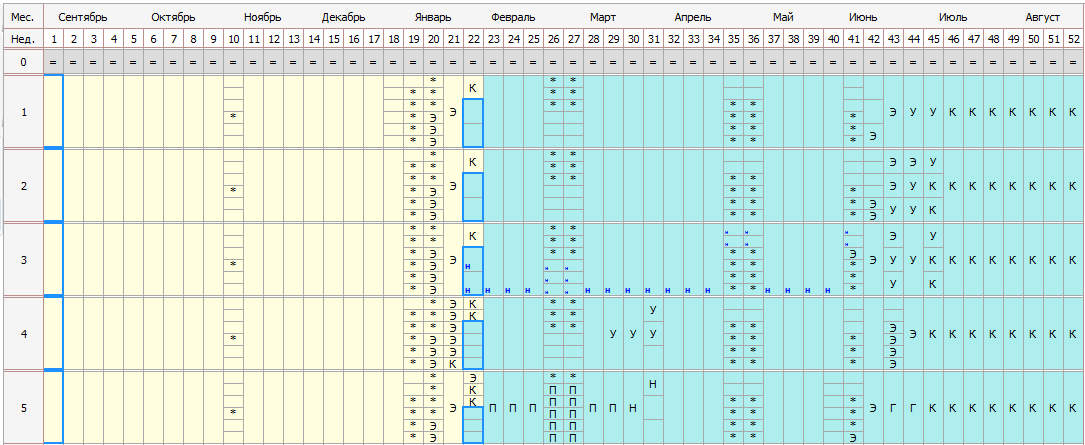 Мес. Сентябрь Октябрь Ноябрь Декабрь Январь Февраль Март Апрель Май Июнь Июль Август
Нед. 1 2 3 4 5 6 7 8 9 10 11 12 13 14 15 16 17 18 19 20 21 22 23 24 25 26 27 28 29 30 31 32 33 34 35 36 37 38 39 40 41 42 43 44 45 46 47 48 49 50 51 52
0 = = = = = = = = = = = = = = = = = = = = = = = = = = = = = = = = = = = = = = = = = = = = = = = = = = = =
* * *
К
* * * *
* * * * * *
1 Э Э У У К К К К К К К
* * Э * * *
* Э * * *
Э
* Э * * *
* * *
К Э Э У
* * * *
* * * * * *
2 Э Э У К К К К К К К К
* * Э * * *
* Э * * * Э
У У К
* Э * * * Э
* * * * н н н
К Э У
* * * * н н н
* Э * * * * Э
3 Э Э У У К К К К К К К К
* * Э н н н * * *
* Э н н * * *
У К
* Э н н н н н н н н н н н н н * * н н н н *
* Э К * *
У
* * Э К * *
* Э Э * * * * * Э
4 У У У Э К К К К К К К К
* * Э Э * * * Э
* Э Э * * * Э
* Э К * * * Э
* Э * *
К П П Н
* * К П П * * *
5 Э П П П П П П П Н Э Г Г К К К К К К К К
* * * П П * * *
* * П П * * *
* Э П П * * Э